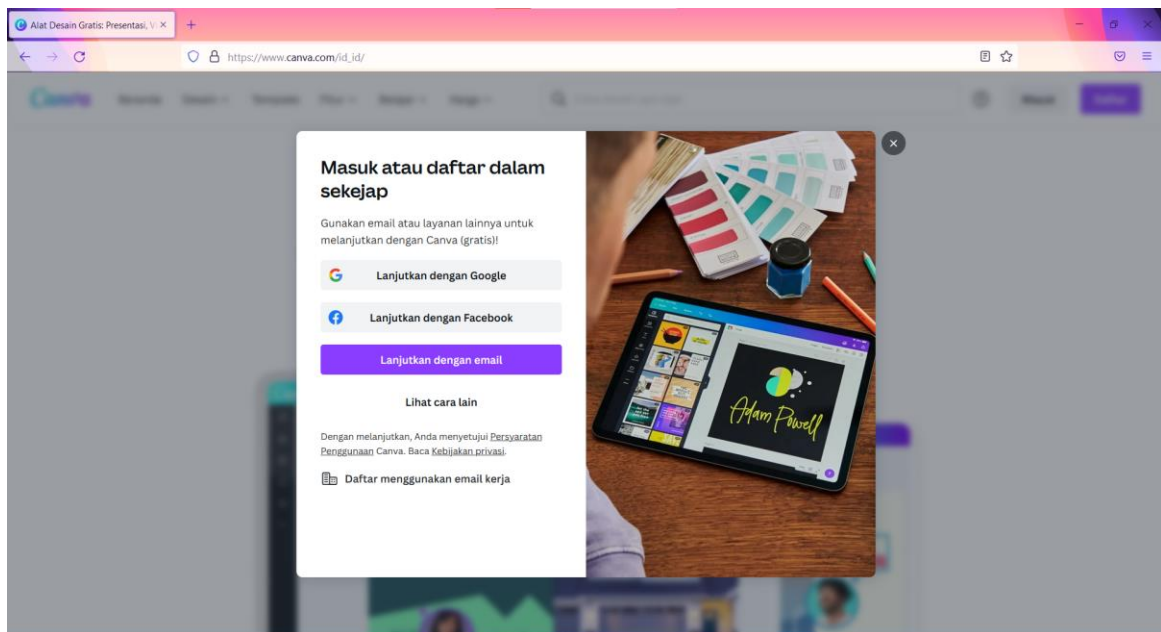 Alat Desain Gratis: Presentasi, V
https://www.canva.com/id_id/
Canva
Masuk atau daftar dalam
sekejap
Gunakan email atau layanan lainnya untuk
melanjutkan dengan Canva (gratis)!
Lanjutkan dengan Google
Lanjutkan dengan Facebook
Lanjutkan dengan email
Lihat cara lain
Dengan melanjutkan, Anda menyetujui Persyaratan
Penggunaan Canva. Baca Kebijakan privasi.
Daftar menggunakan email kerja
Adam Powell